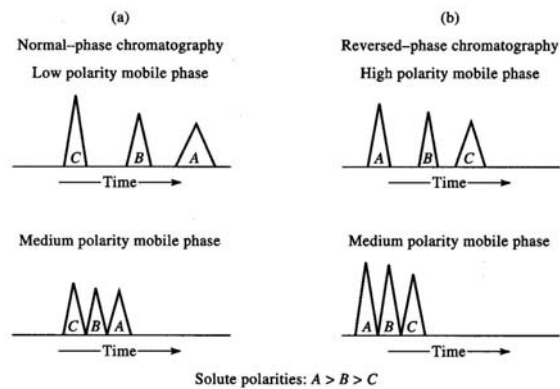 (a)
Normal–phase chromatography
Low polarity mobile phase
C B A
Time
Medium polarity mobile phase
C B A
Time
(b)
Reversed–phase chromatography
High polarity mobile phase
A B C
Time
Medium polarity mobile phase
A B C
Time
Solute polarities: A > B > C